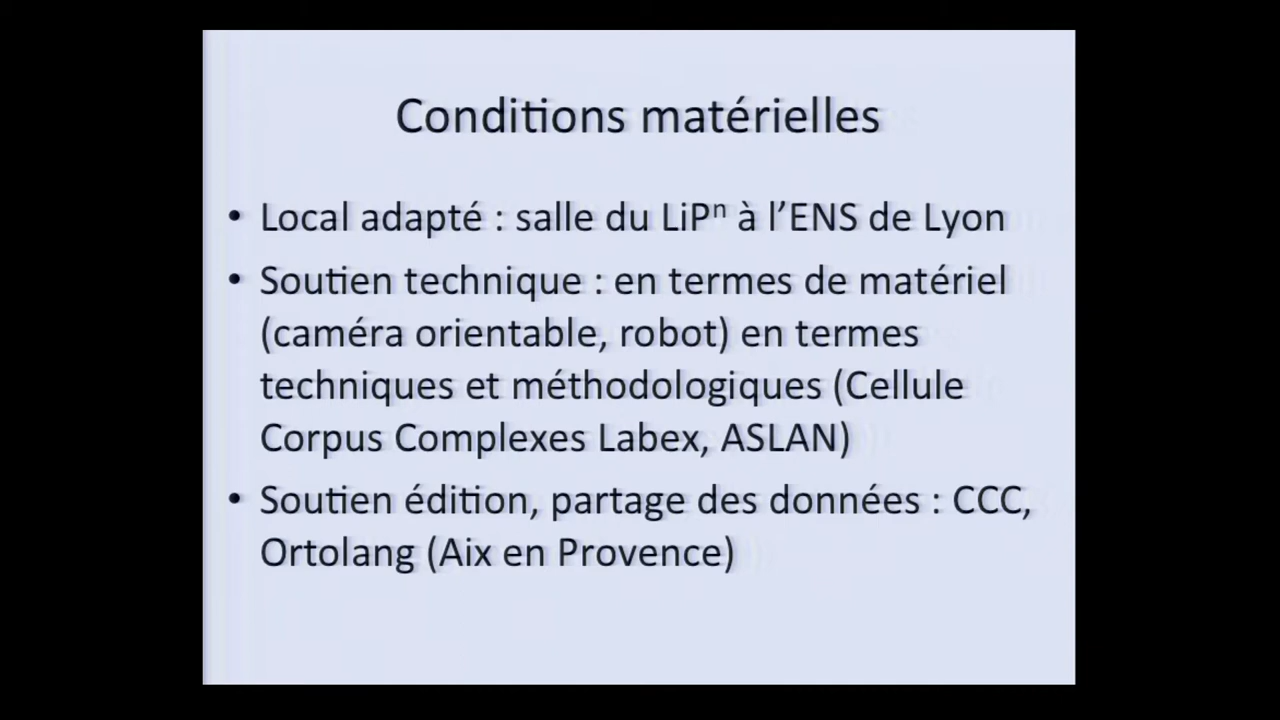 Conditions matérielles
• Local adapté : salle du LiPⁿ à l’ENS de Lyon
• Soutien technique : en termes de matériel
(caméra orientable, robot) en termes
techniques et méthodologiques (Cellule
Corpus Complexes Labex, ASLAN)
• Soutien édition, partage des données : CCC,
Ortolang (Aix en Provence)